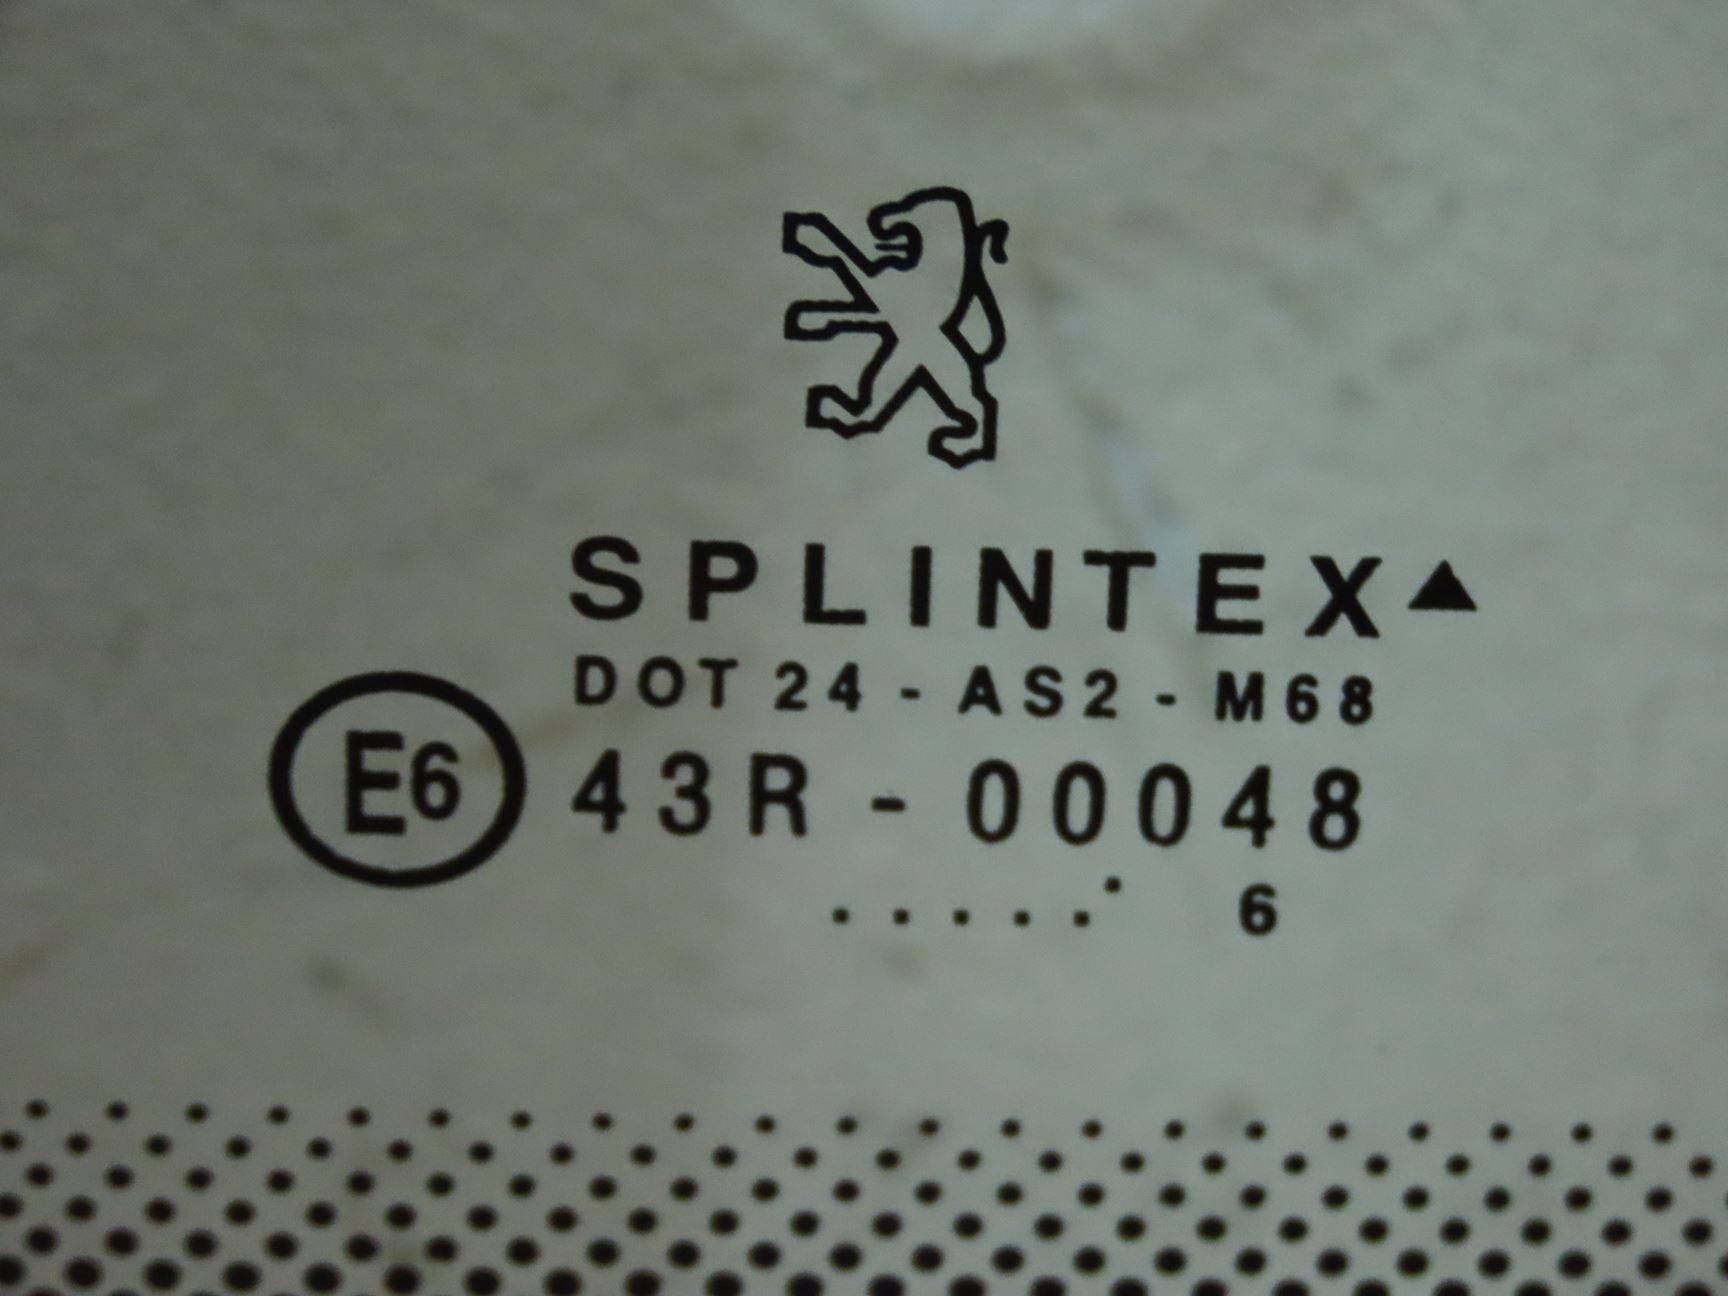 SPLINTEX▲
DOT 24 - AS2 - M68
E6 43R - 00048
. . . . . ˙ 6